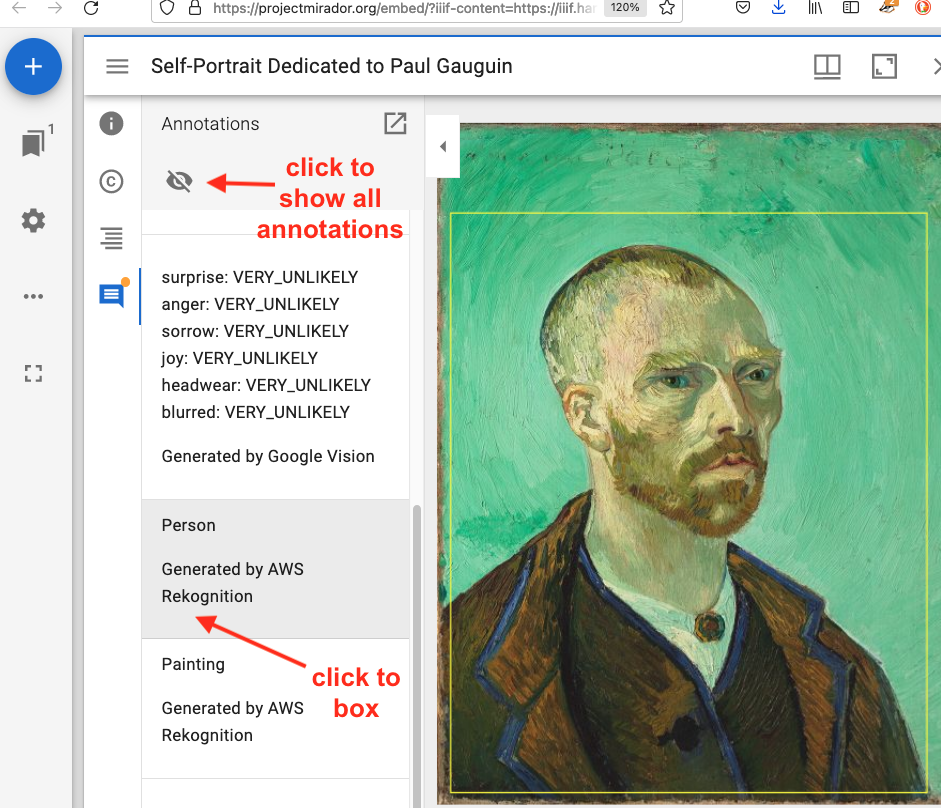 https://projectmirador.org/embed/?iiif-content=https://iiif.har
120%
2
Self-Portrait Dedicated to Paul Gauguin
1
Annotations
click to
show all
annotations
surprise: VERY_UNLIKELY
anger: VERY_UNLIKELY
sorrow: VERY_UNLIKELY
joy: VERY_UNLIKELY
headwear: VERY_UNLIKELY
blurred: VERY_UNLIKELY
Generated by Google Vision
Person
Generated by AWS
Rekognition
click to
box
Painting
Generated by AWS
Rekognition